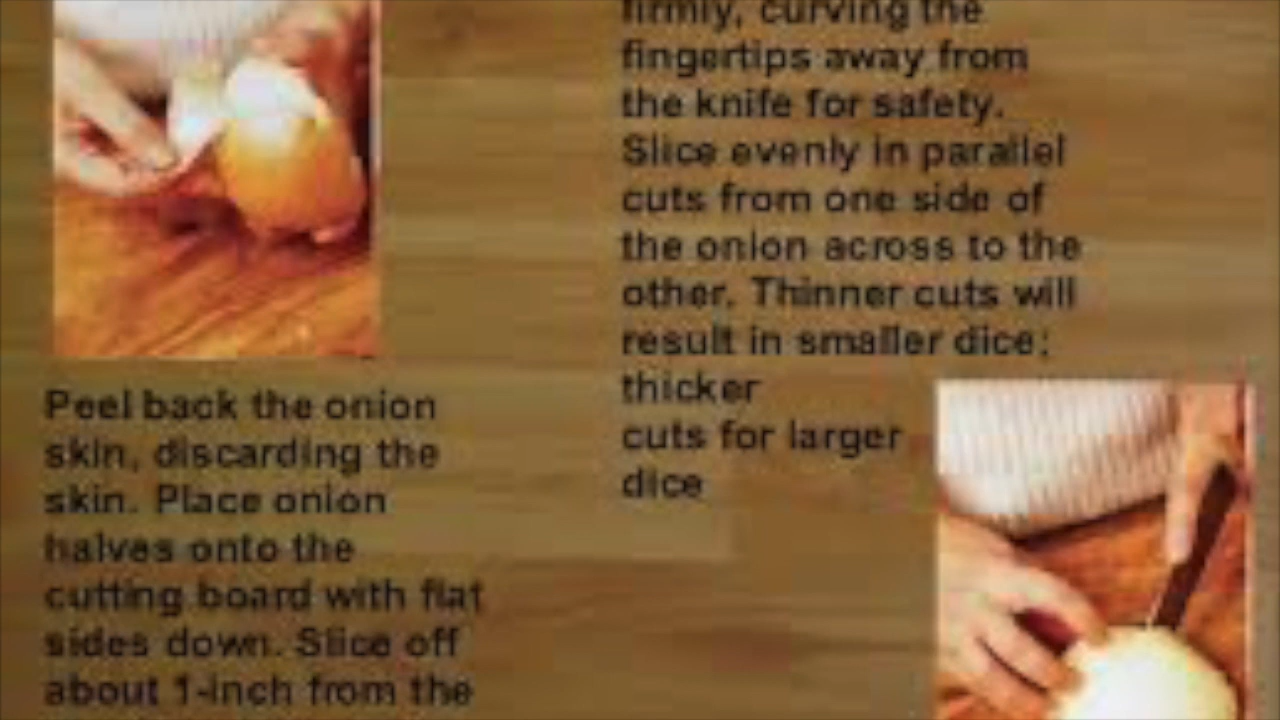 Peel back the onion
skin, discarding the
skin. Place onion
halves onto the
cutting board with flat
sides down. Slice off
about 1-inch from the
firmly, curving the
fingertips away from
the knife for safety.
Slice evenly in parallel
cuts from one side of
the onion across to the
other. Thinner cuts will
result in smaller dice;
thicker
cuts for larger
dice